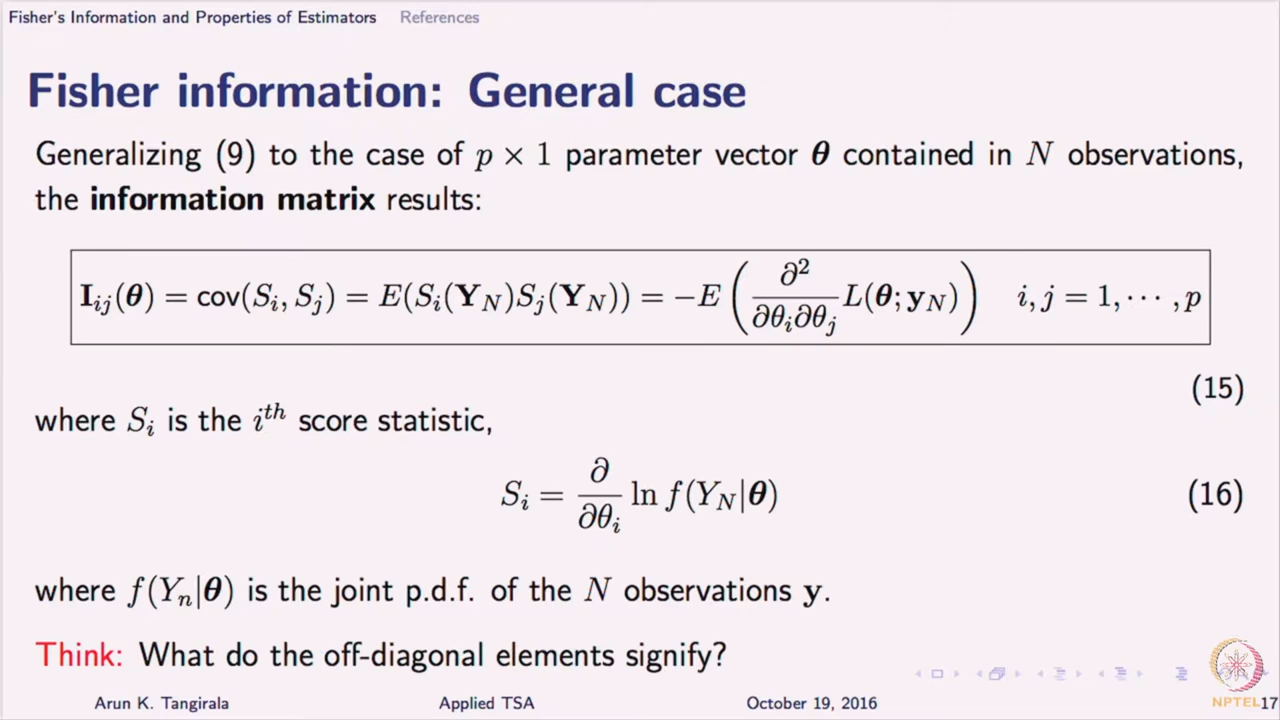 Fisher's Information and Properties of Estimators References
Fisher information: General case
Generalizing (9) to the case of p × 1 parameter vector θ contained in N observations,
the information matrix results:
I_{ij}(θ) = cov(S_i, S_j) = E(S_i(Y_N)S_j(Y_N)) = −E(∂²/∂θ_i∂θ_j L(θ; y_N)) i, j = 1, ⋯ , p
(15)
where S_i is the i^{th} score statistic,
S_i = ∂/∂θ_i ln f(Y_N|θ) (16)
where f(Y_n|θ) is the joint p.d.f. of the N observations y.
Think: What do the off-diagonal elements signify?
Arun K. Tangirala Applied TSA October 19, 2016 NPTEL 17